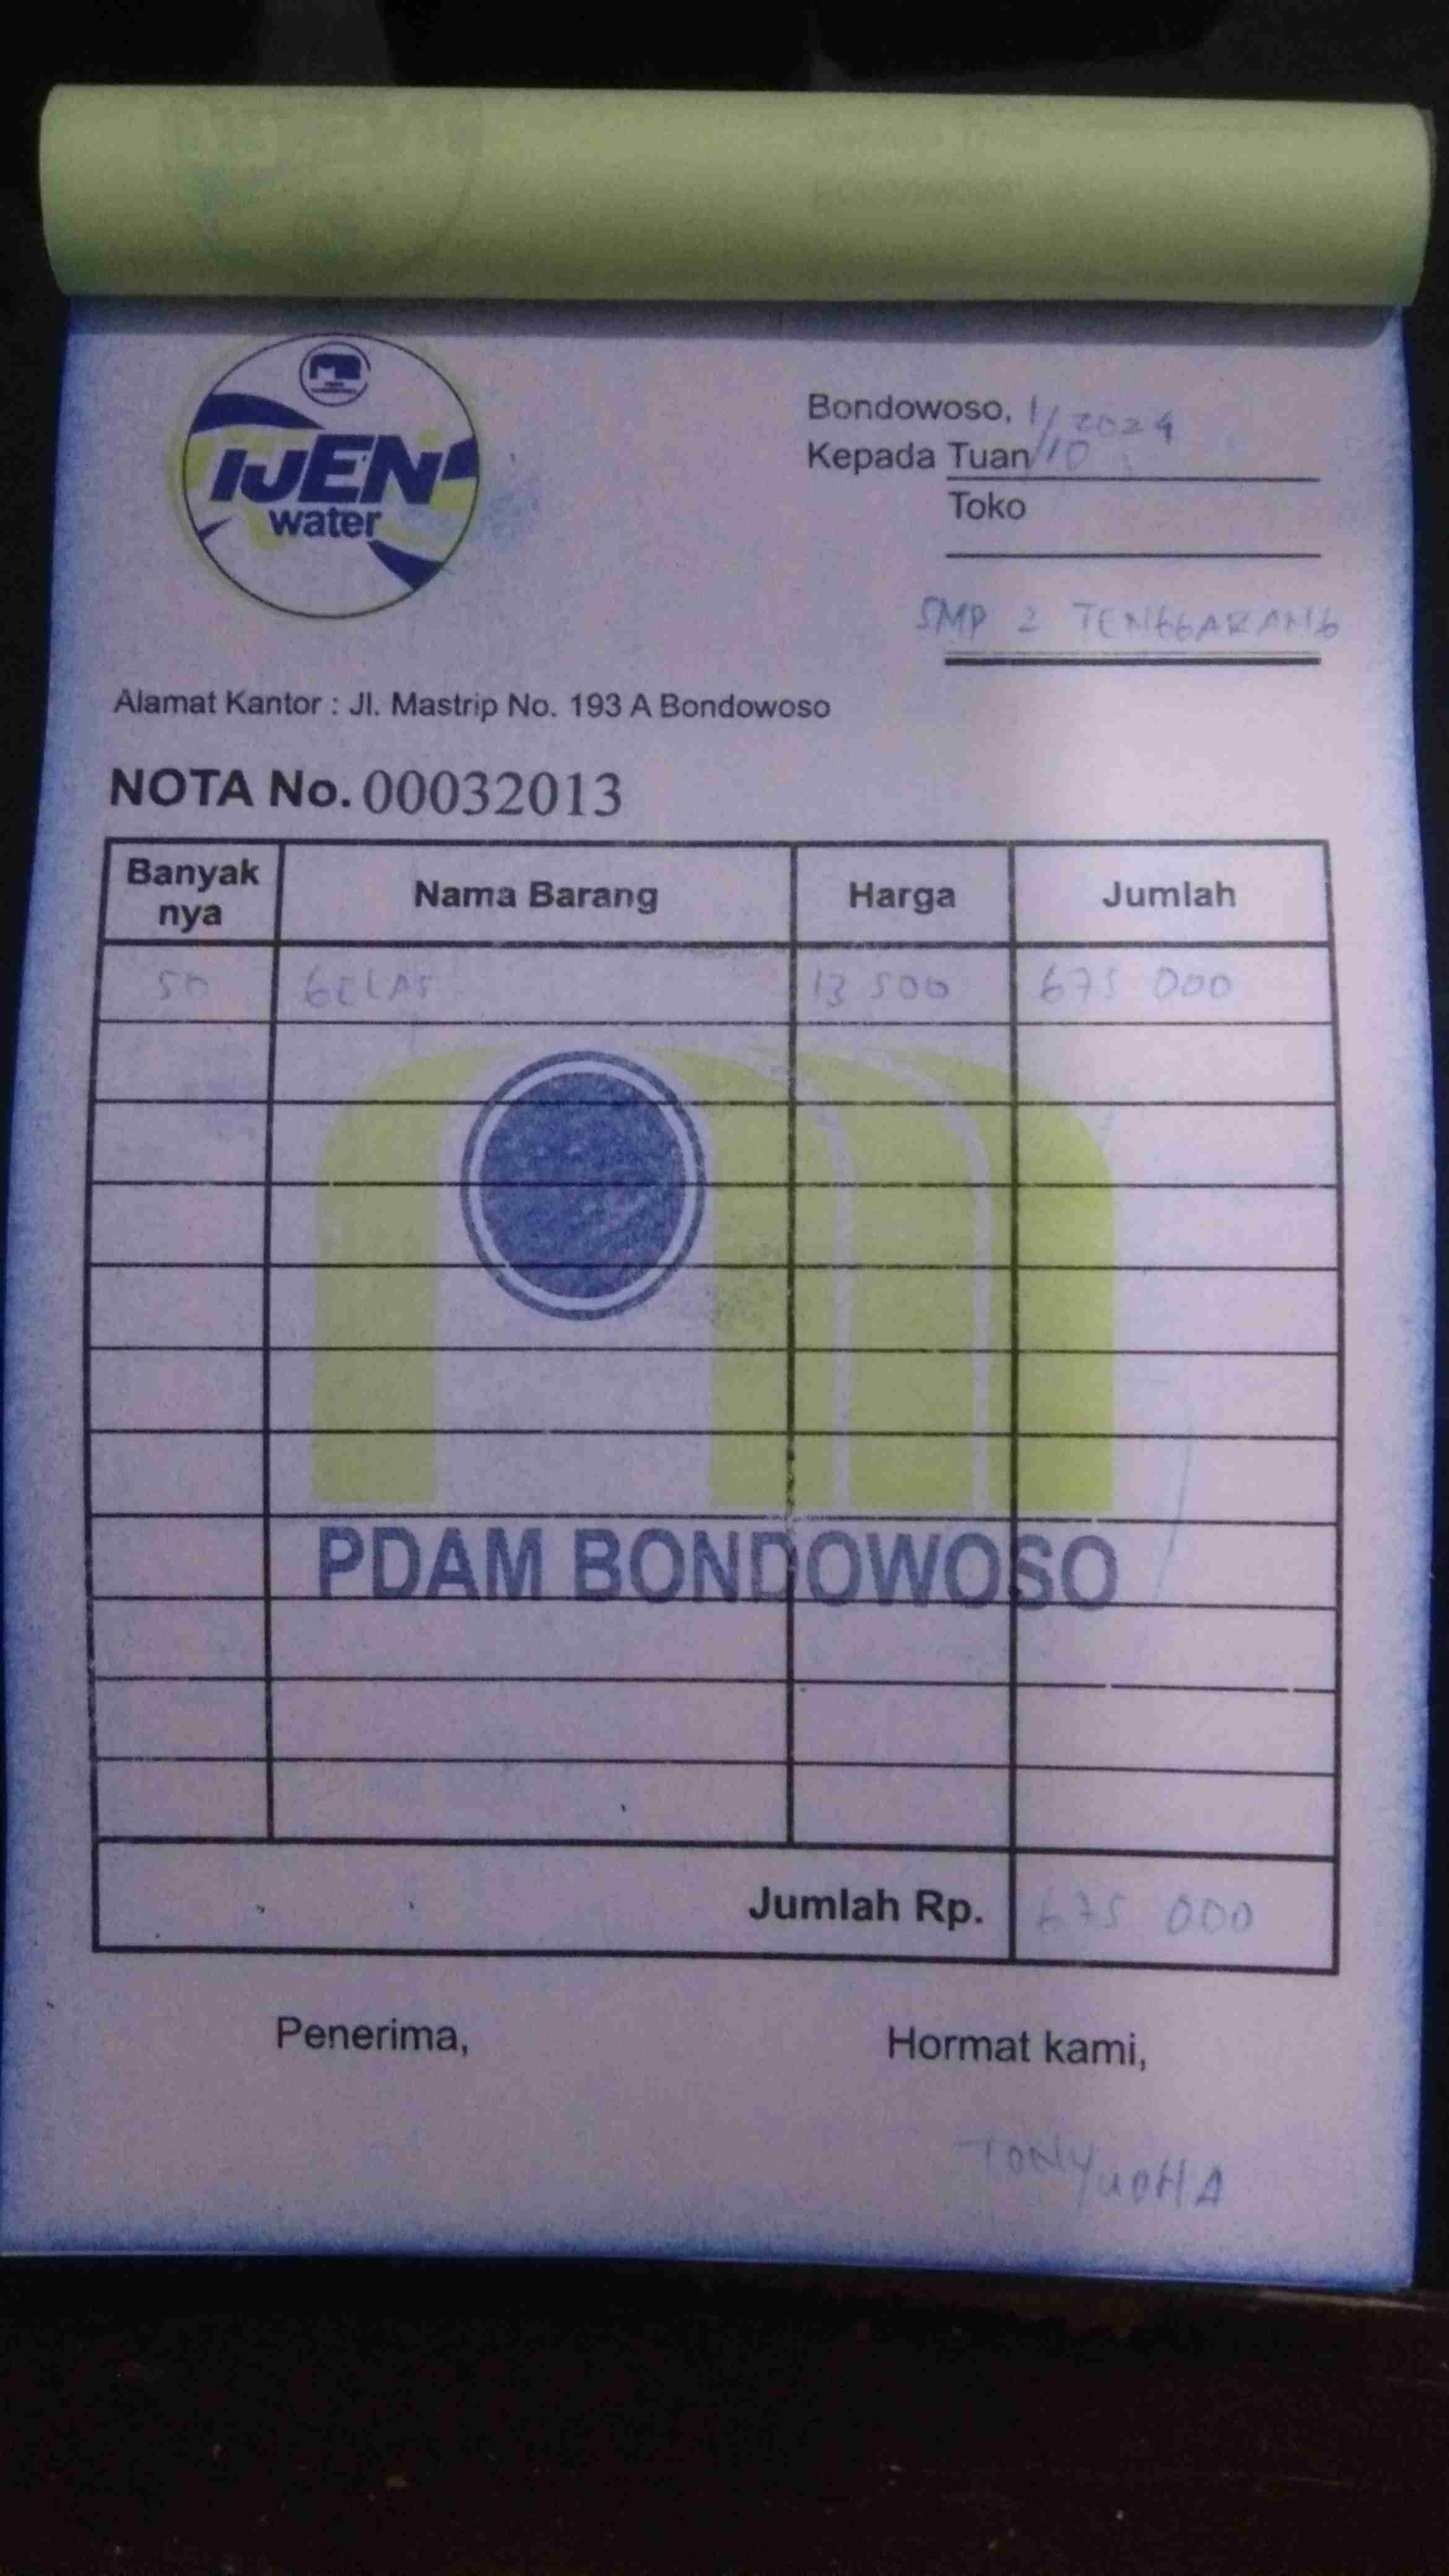 IJEN
water
Bondowoso, 1/10 2024
Kepada Tuan
Toko
SMP 2 TENGGARANG
Alamat Kantor : Jl. Mastrip No. 193 A Bondowoso
NOTA No. 00032013
Banyak nya Nama Barang Harga Jumlah
50 GELAS 13 500 675 000
PDAM BONDOWOSO
Jumlah Rp. 675 000
Penerima, Hormat kami,
TONY